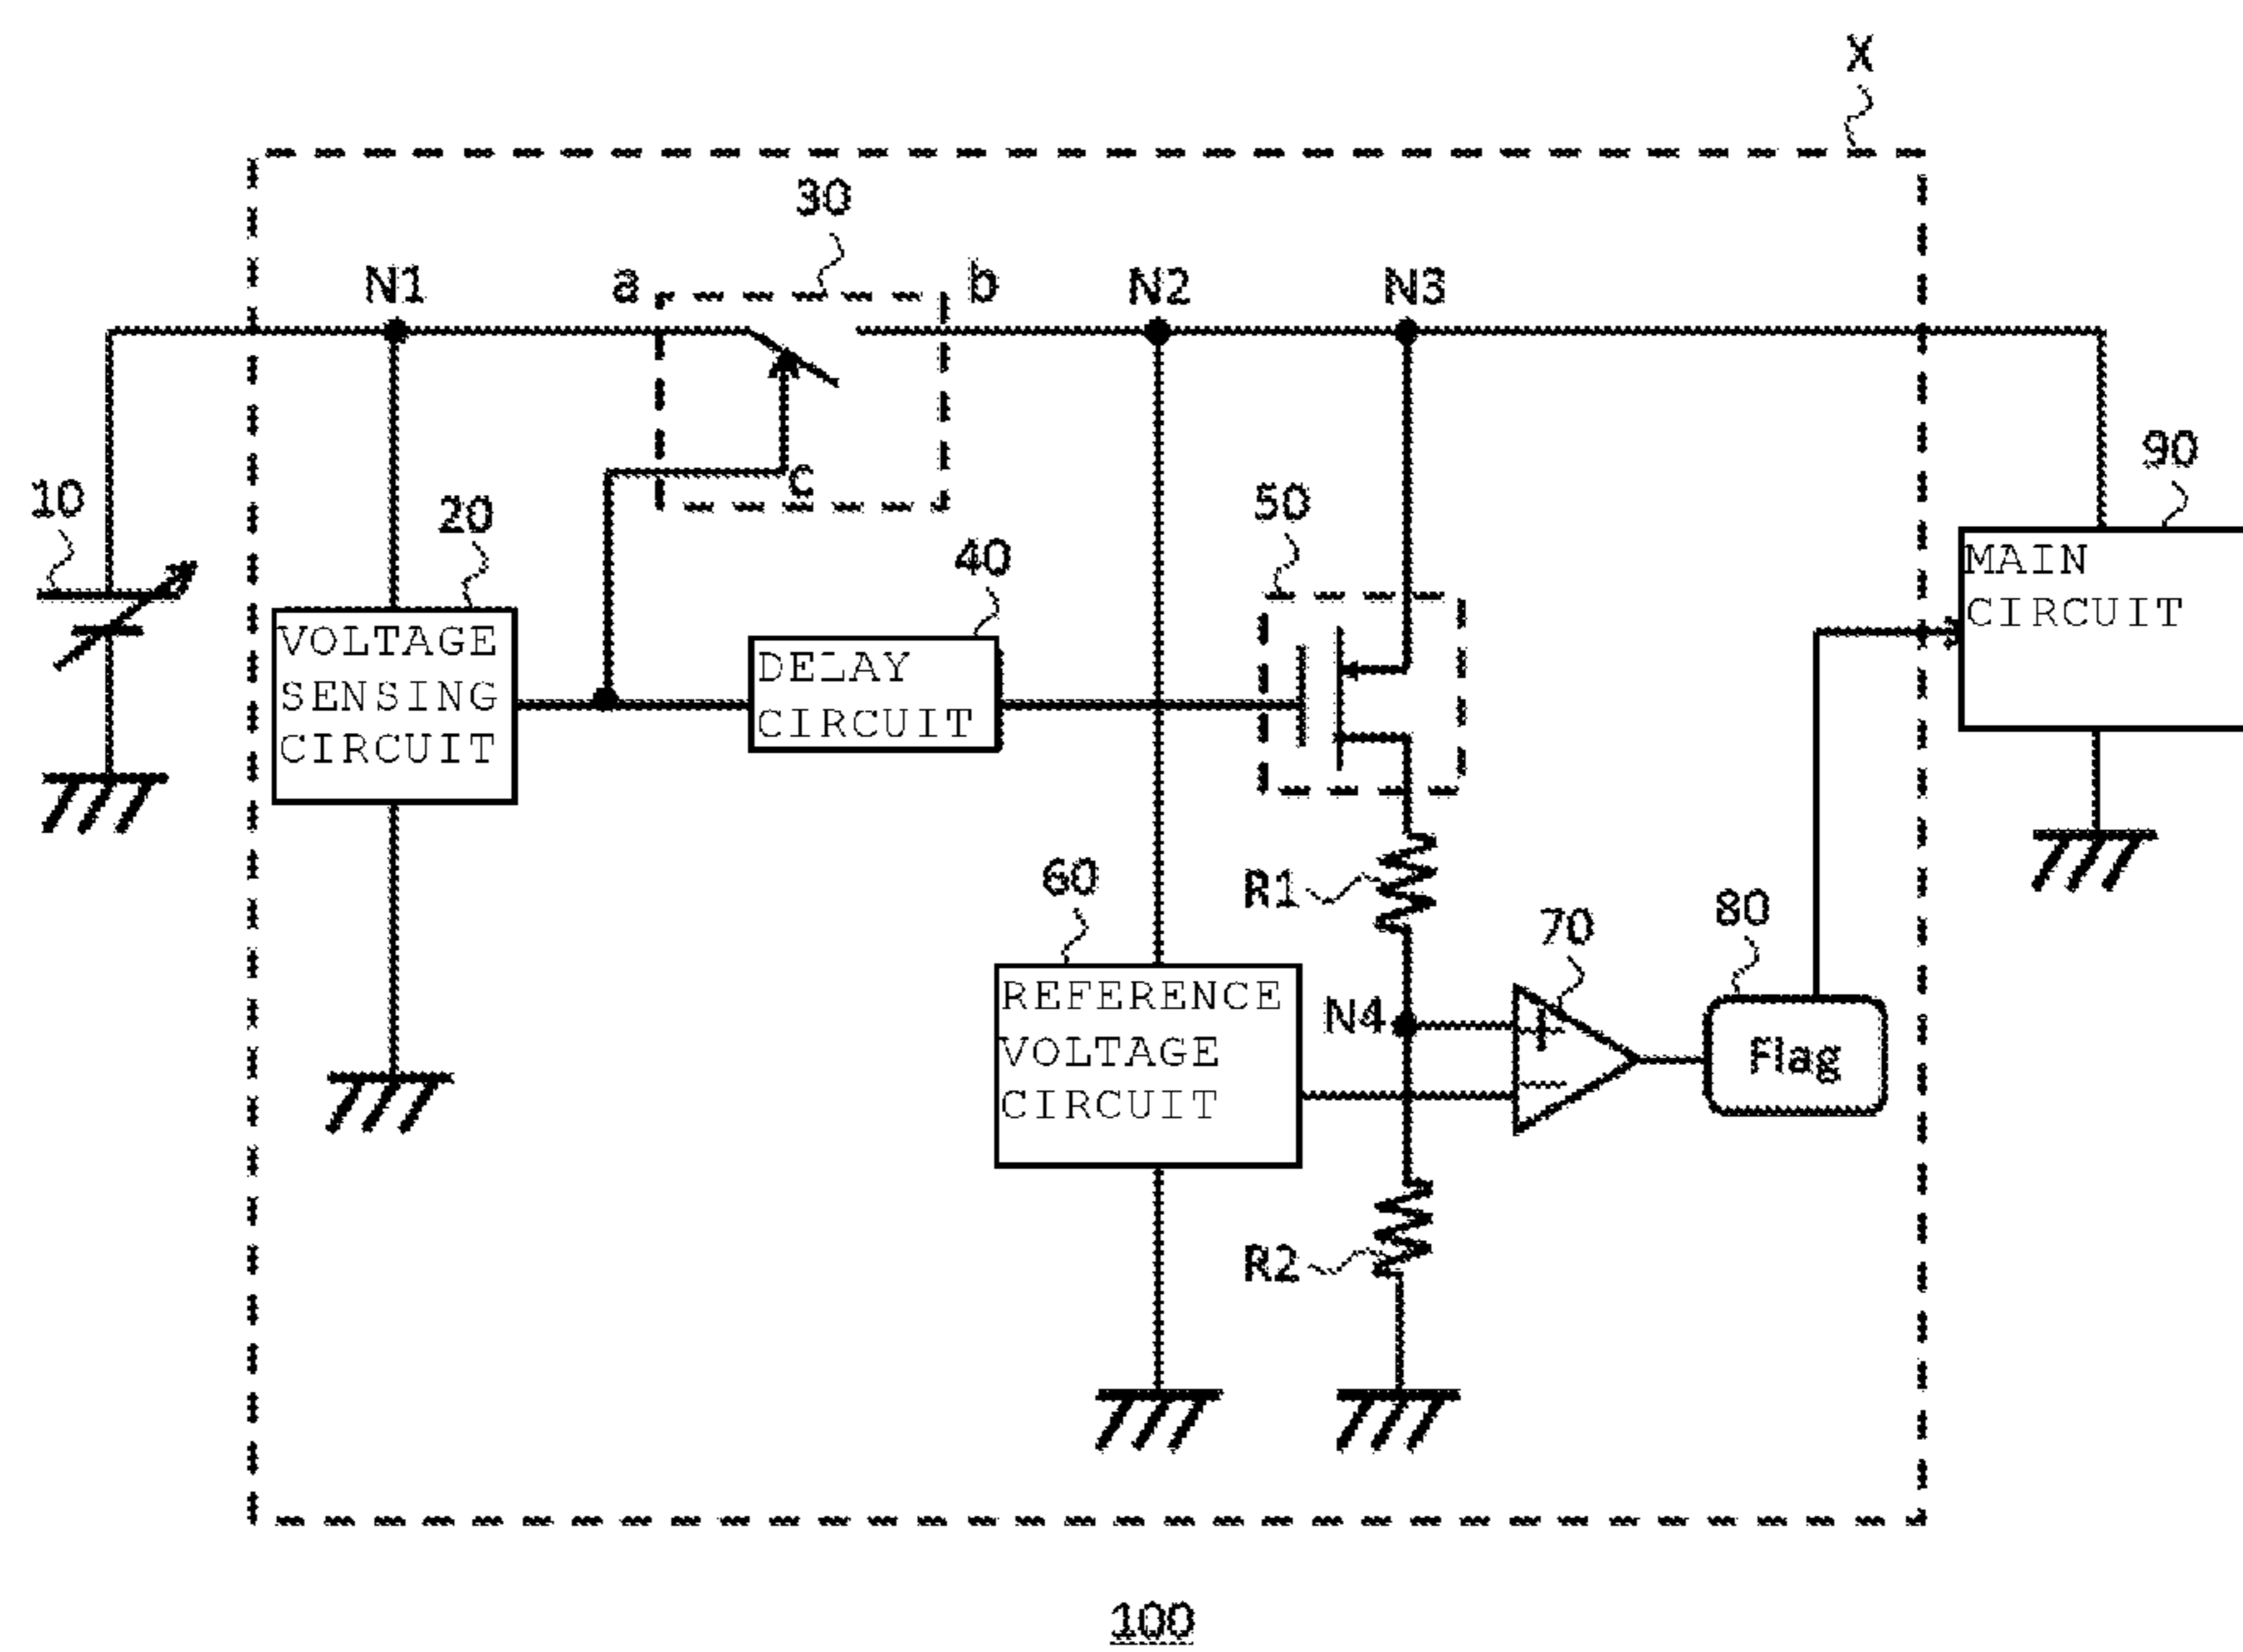 X
30
N1
a
b
N2
N3
c
10
20
40
50
90
VOLTAGE
SENSING
CIRCUIT
DELAY
CIRCUIT
MAIN
CIRCUIT
R1
60
70
80
REFERENCE
VOLTAGE
CIRCUIT
N4
+
−
Flag
R2
100